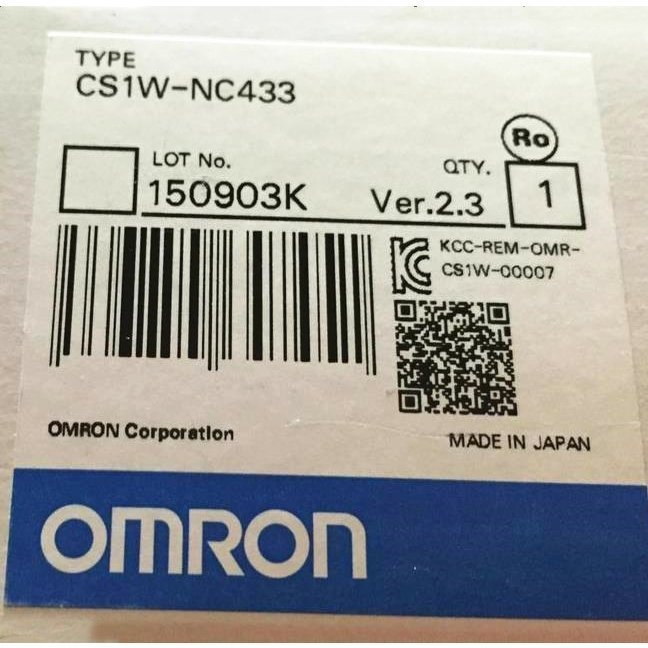 TYPE
CS1W-NC433
Ro
LOT No.
QTY.
150903K
Ver.2.3
1
KCC-REM-OMR-
CS1W-00007
OMRON Corporation
MADE IN JAPAN
OMRON